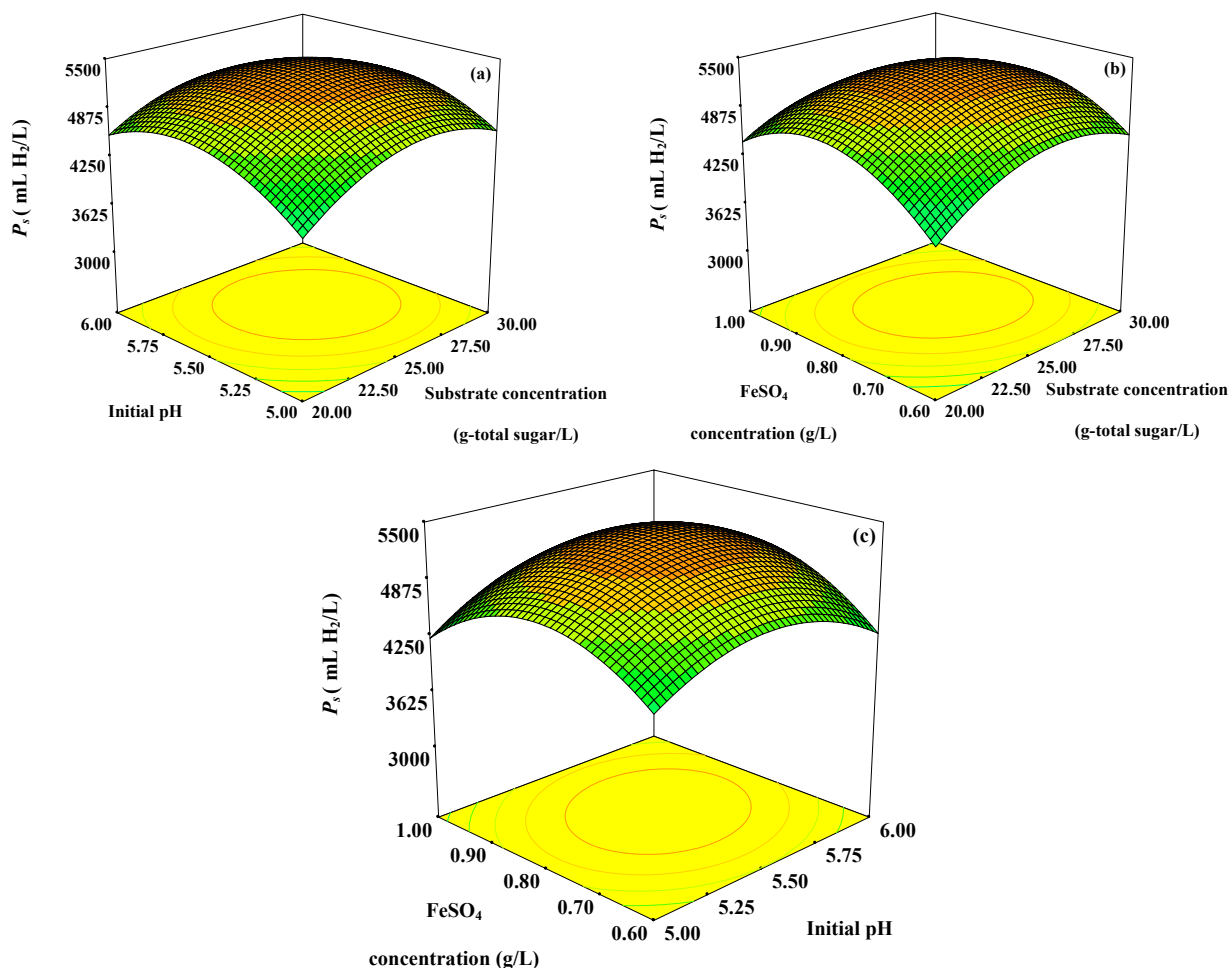 (a)
5500
4875
4250
3625
3000
P_s ( mL H₂/L)
6.00
5.75
5.50
5.25
5.00
Initial pH
20.00
22.50
25.00
27.50
30.00
Substrate concentration
(g-total sugar/L)
(b)
5500
4875
4250
3625
3000
P_s ( mL H₂/L)
1.00
0.90
0.80
0.70
0.60
FeSO₄
concentration (g/L)
20.00
22.50
25.00
27.50
30.00
Substrate concentration
(g-total sugar/L)
(c)
5500
4875
4250
3625
3000
P_s ( mL H₂/L)
1.00
0.90
0.80
0.70
0.60
FeSO₄
concentration (g/L)
5.00
5.25
5.50
5.75
6.00
Initial pH